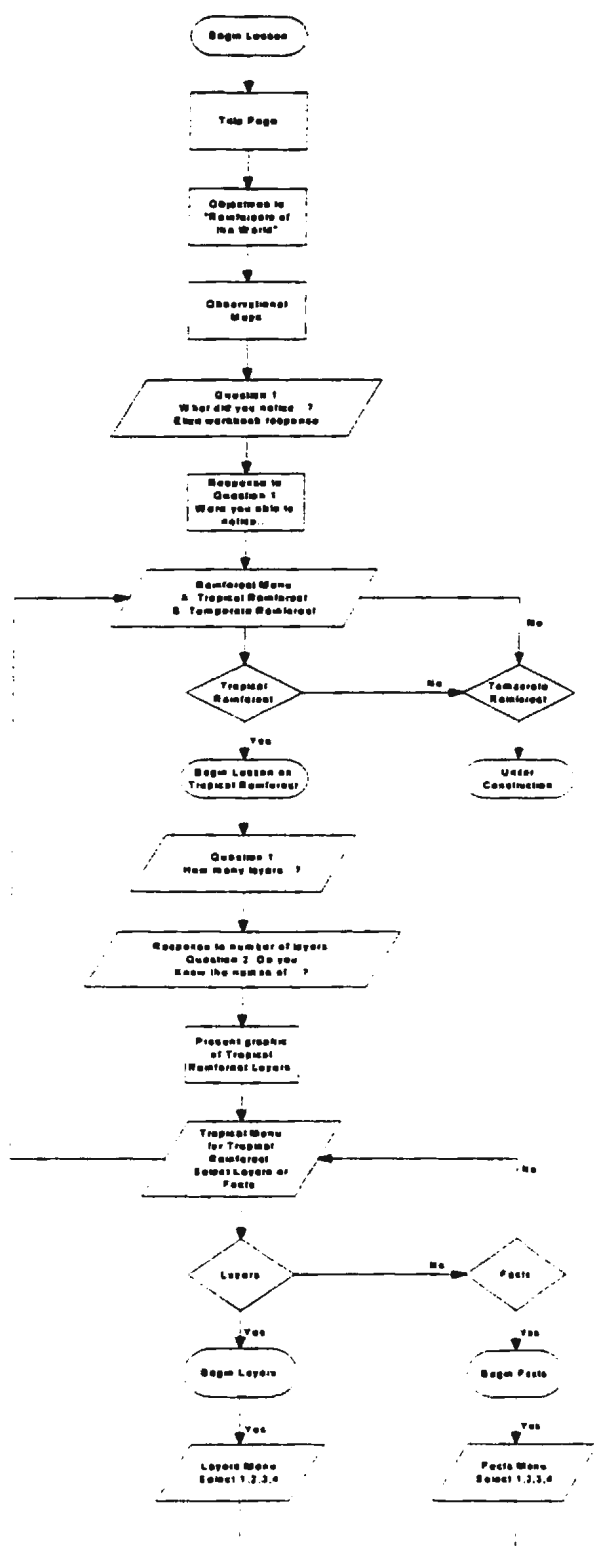 Begin Lesson
Title Page
Objectives to
"Rainforests of
the World"
Observational
Maps
Question 1
What did you notice ?
Elicit workbook response
Response to
Question 1
Were you able to
notice..
Rainforest Menu
A. Tropical Rainforest
B. Temperate Rainforest
No
Tropical
Rainforest
No
Temperate
Rainforest
Yes
Begin Lesson on
Tropical Rainforest
Under
Construction
Question 1
How many layers ?
Response to number of layers
Question 2 Do you
Know the names of ?
Present graphic
of Tropical
Rainforest Layers
Tropical Menu
for Tropical
Rainforest
Select Layers or
Facts
No
Layers
No
Facts
Yes
Yes
Begin Layers
Begin Facts
Yes
Yes
Layers Menu
Select 1,2,3,4
Facts Menu
Select 1,2,3,4